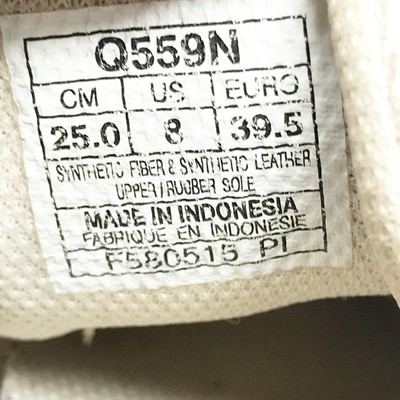 Q559N
CM US EURO
25.0 8 39.5
SYNTHETIC FIBER & SYNTHETIC LEATHER
UPPER / RUBBER SOLE
MADE IN INDONESIA
FABRIQUE EN INDONESIE
F580515 PI